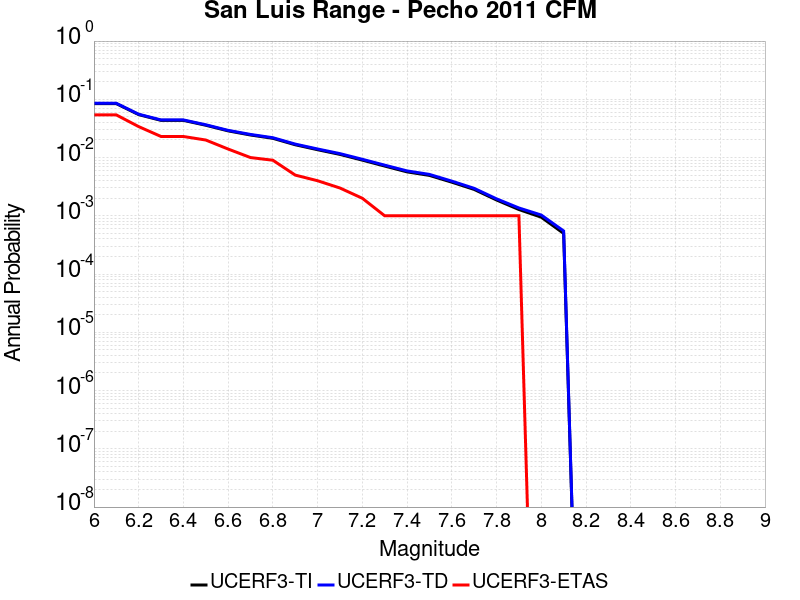 San Luis Range - Pecho 2011 CFM
10^0
10^-1
10^-2
10^-3
10^-4
10^-5
10^-6
10^-7
10^-8
Annual Probability
6 6.2 6.4 6.6 6.8 7 7.2 7.4 7.6 7.8 8 8.2 8.4 8.6 8.8 9
Magnitude
UCERF3-TI UCERF3-TD UCERF3-ETAS